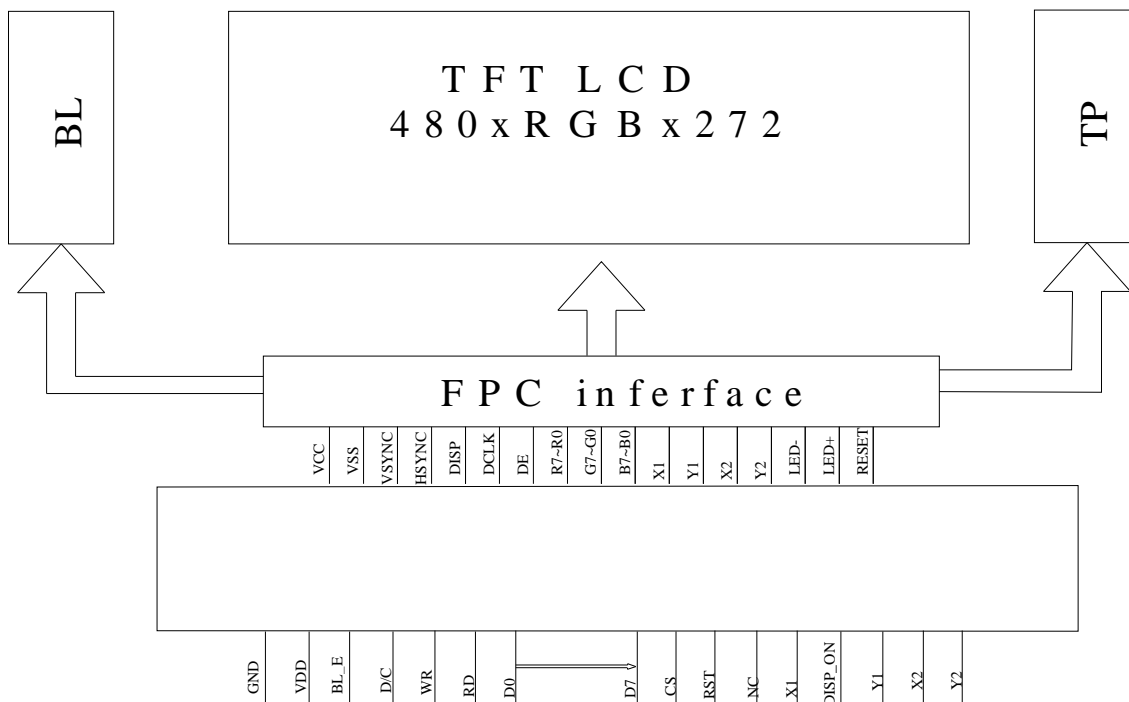 BL
TFT LCD
480xRGBx272
TP
FPC inferface
VCC
VSS
VSYNC
HSYNC
DISP
DCLK
DE
R7~R0
G7~G0
B7~B0
X1
Y1
X2
Y2
LED-
LED+
RESET
GND
VDD
BL_E
D/C
WR
RD
D0
D7
CS
RST
NC
X1
DISP_ON
Y1
X2
Y2